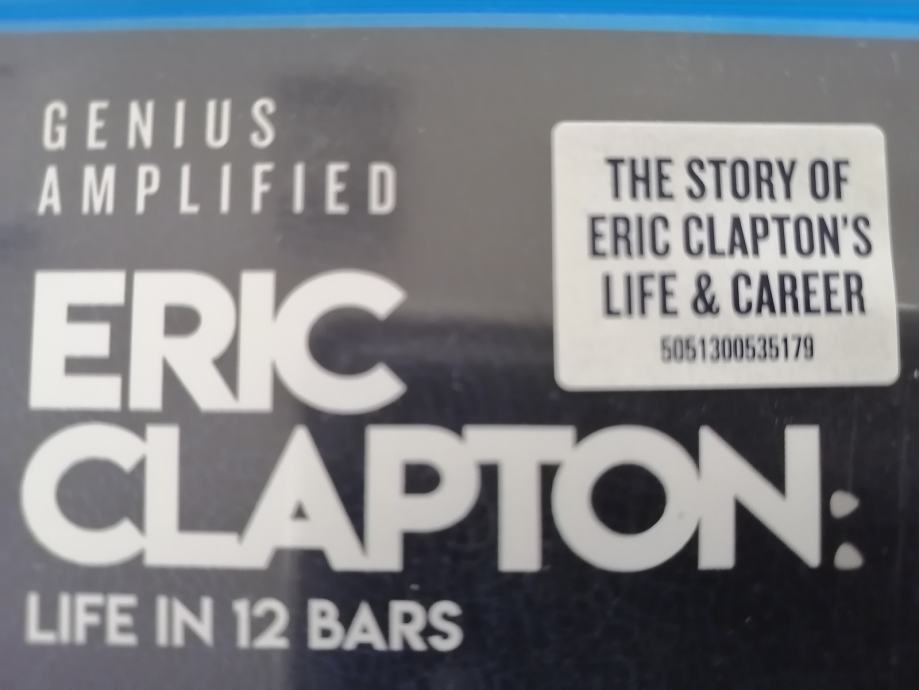 GENIUS
AMPLIFIED
ERIC
CLAPTON:
LIFE IN 12 BARS
THE STORY OF
ERIC CLAPTON'S
LIFE & CAREER
5051300535179